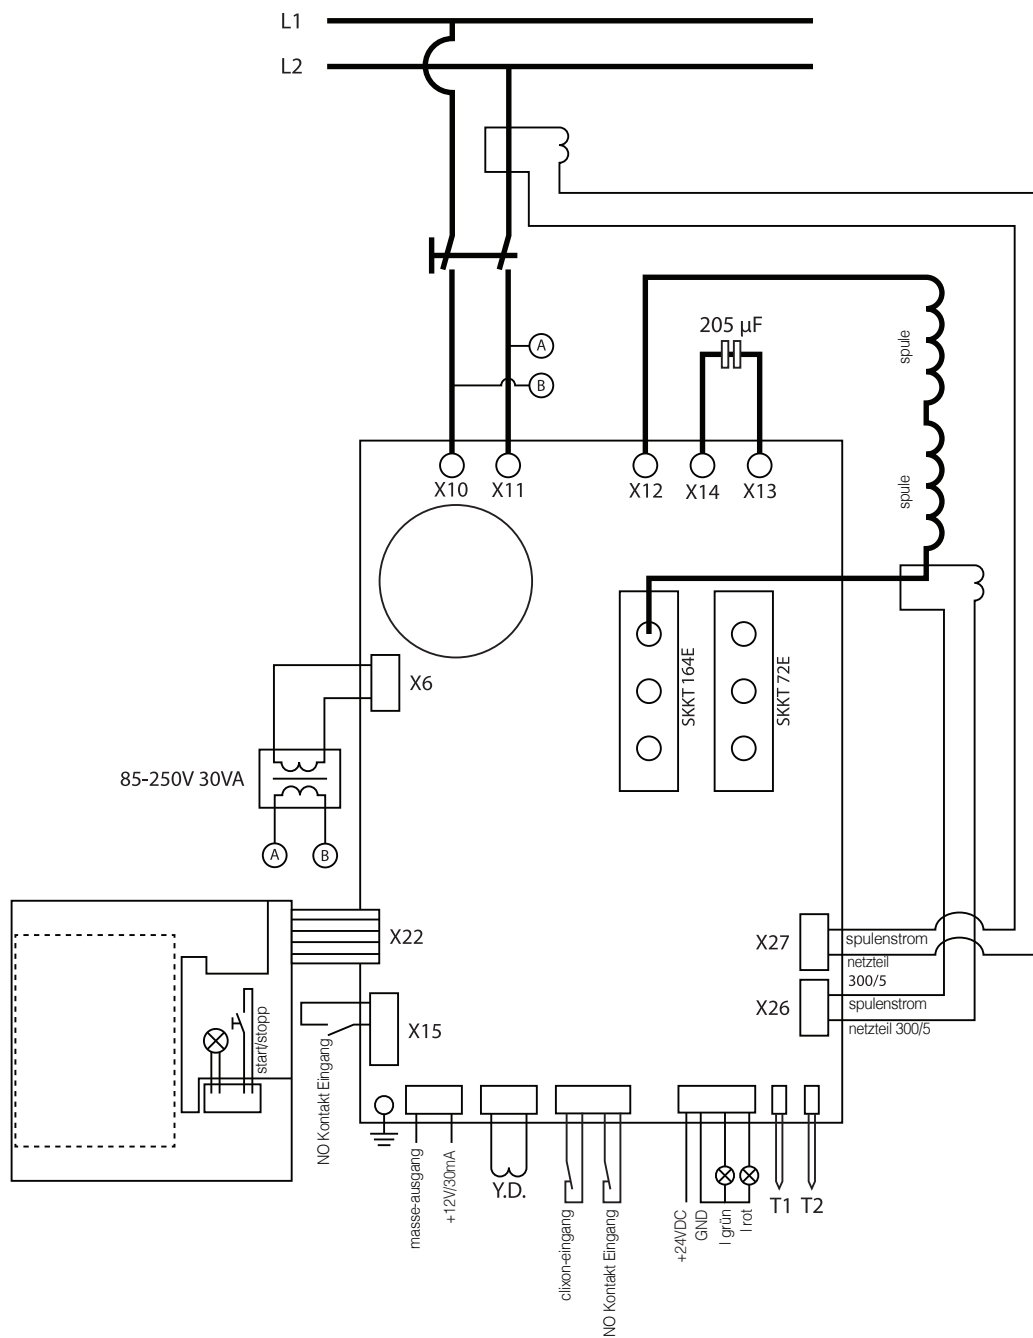 L1
L2
205 µF
A
B
spule
spule
X10
X11
X12
X14
X13
SKKT 164E
SKKT 72E
X6
85-250V 30VA
A
B
X22
X27
spulenstrom
netzteil
300/5
X26
spulenstrom
netzteil 300/5
X15
start/stopp
NO Kontakt Eingang
masse-ausgang
+12V/30mA
Y.D.
clixon-eingang
NO Kontakt Eingang
+24VDC
GND
I grün
I rot
T1
T2